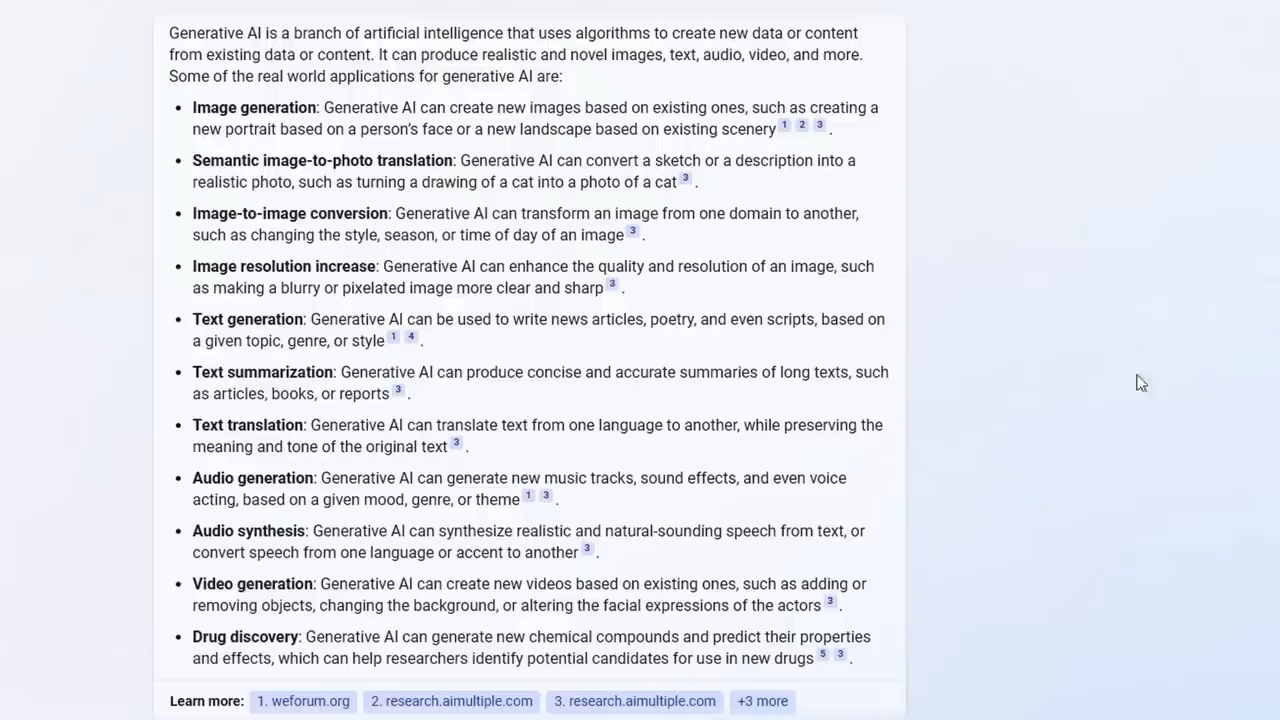 Generative AI is a branch of artificial intelligence that uses algorithms to create new data or content
from existing data or content. It can produce realistic and novel images, text, audio, video, and more.
Some of the real world applications for generative AI are:
• Image generation: Generative AI can create new images based on existing ones, such as creating a
new portrait based on a person's face or a new landscape based on existing scenery 1 2 3 .
• Semantic image-to-photo translation: Generative AI can convert a sketch or a description into a
realistic photo, such as turning a drawing of a cat into a photo of a cat 3 .
• Image-to-image conversion: Generative AI can transform an image from one domain to another,
such as changing the style, season, or time of day of an image 3 .
• Image resolution increase: Generative AI can enhance the quality and resolution of an image, such
as making a blurry or pixelated image more clear and sharp 3 .
• Text generation: Generative AI can be used to write news articles, poetry, and even scripts, based on
a given topic, genre, or style 1 4 .
• Text summarization: Generative AI can produce concise and accurate summaries of long texts, such
as articles, books, or reports 3 .
• Text translation: Generative AI can translate text from one language to another, while preserving the
meaning and tone of the original text 3 .
• Audio generation: Generative AI can generate new music tracks, sound effects, and even voice
acting, based on a given mood, genre, or theme 1 3 .
• Audio synthesis: Generative AI can synthesize realistic and natural-sounding speech from text, or
convert speech from one language or accent to another 3 .
• Video generation: Generative AI can create new videos based on existing ones, such as adding or
removing objects, changing the background, or altering the facial expressions of the actors 3 .
• Drug discovery: Generative AI can generate new chemical compounds and predict their properties
and effects, which can help researchers identify potential candidates for use in new drugs 5 3 .
Learn more: 1. weforum.org 2. research.aimultiple.com 3. research.aimultiple.com +3 more